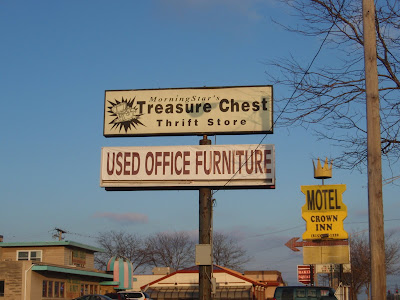 MorningStar's
Treasure Chest
Thrift Store
USED OFFICE FURNITURE
MOTEL
CROWN
INN